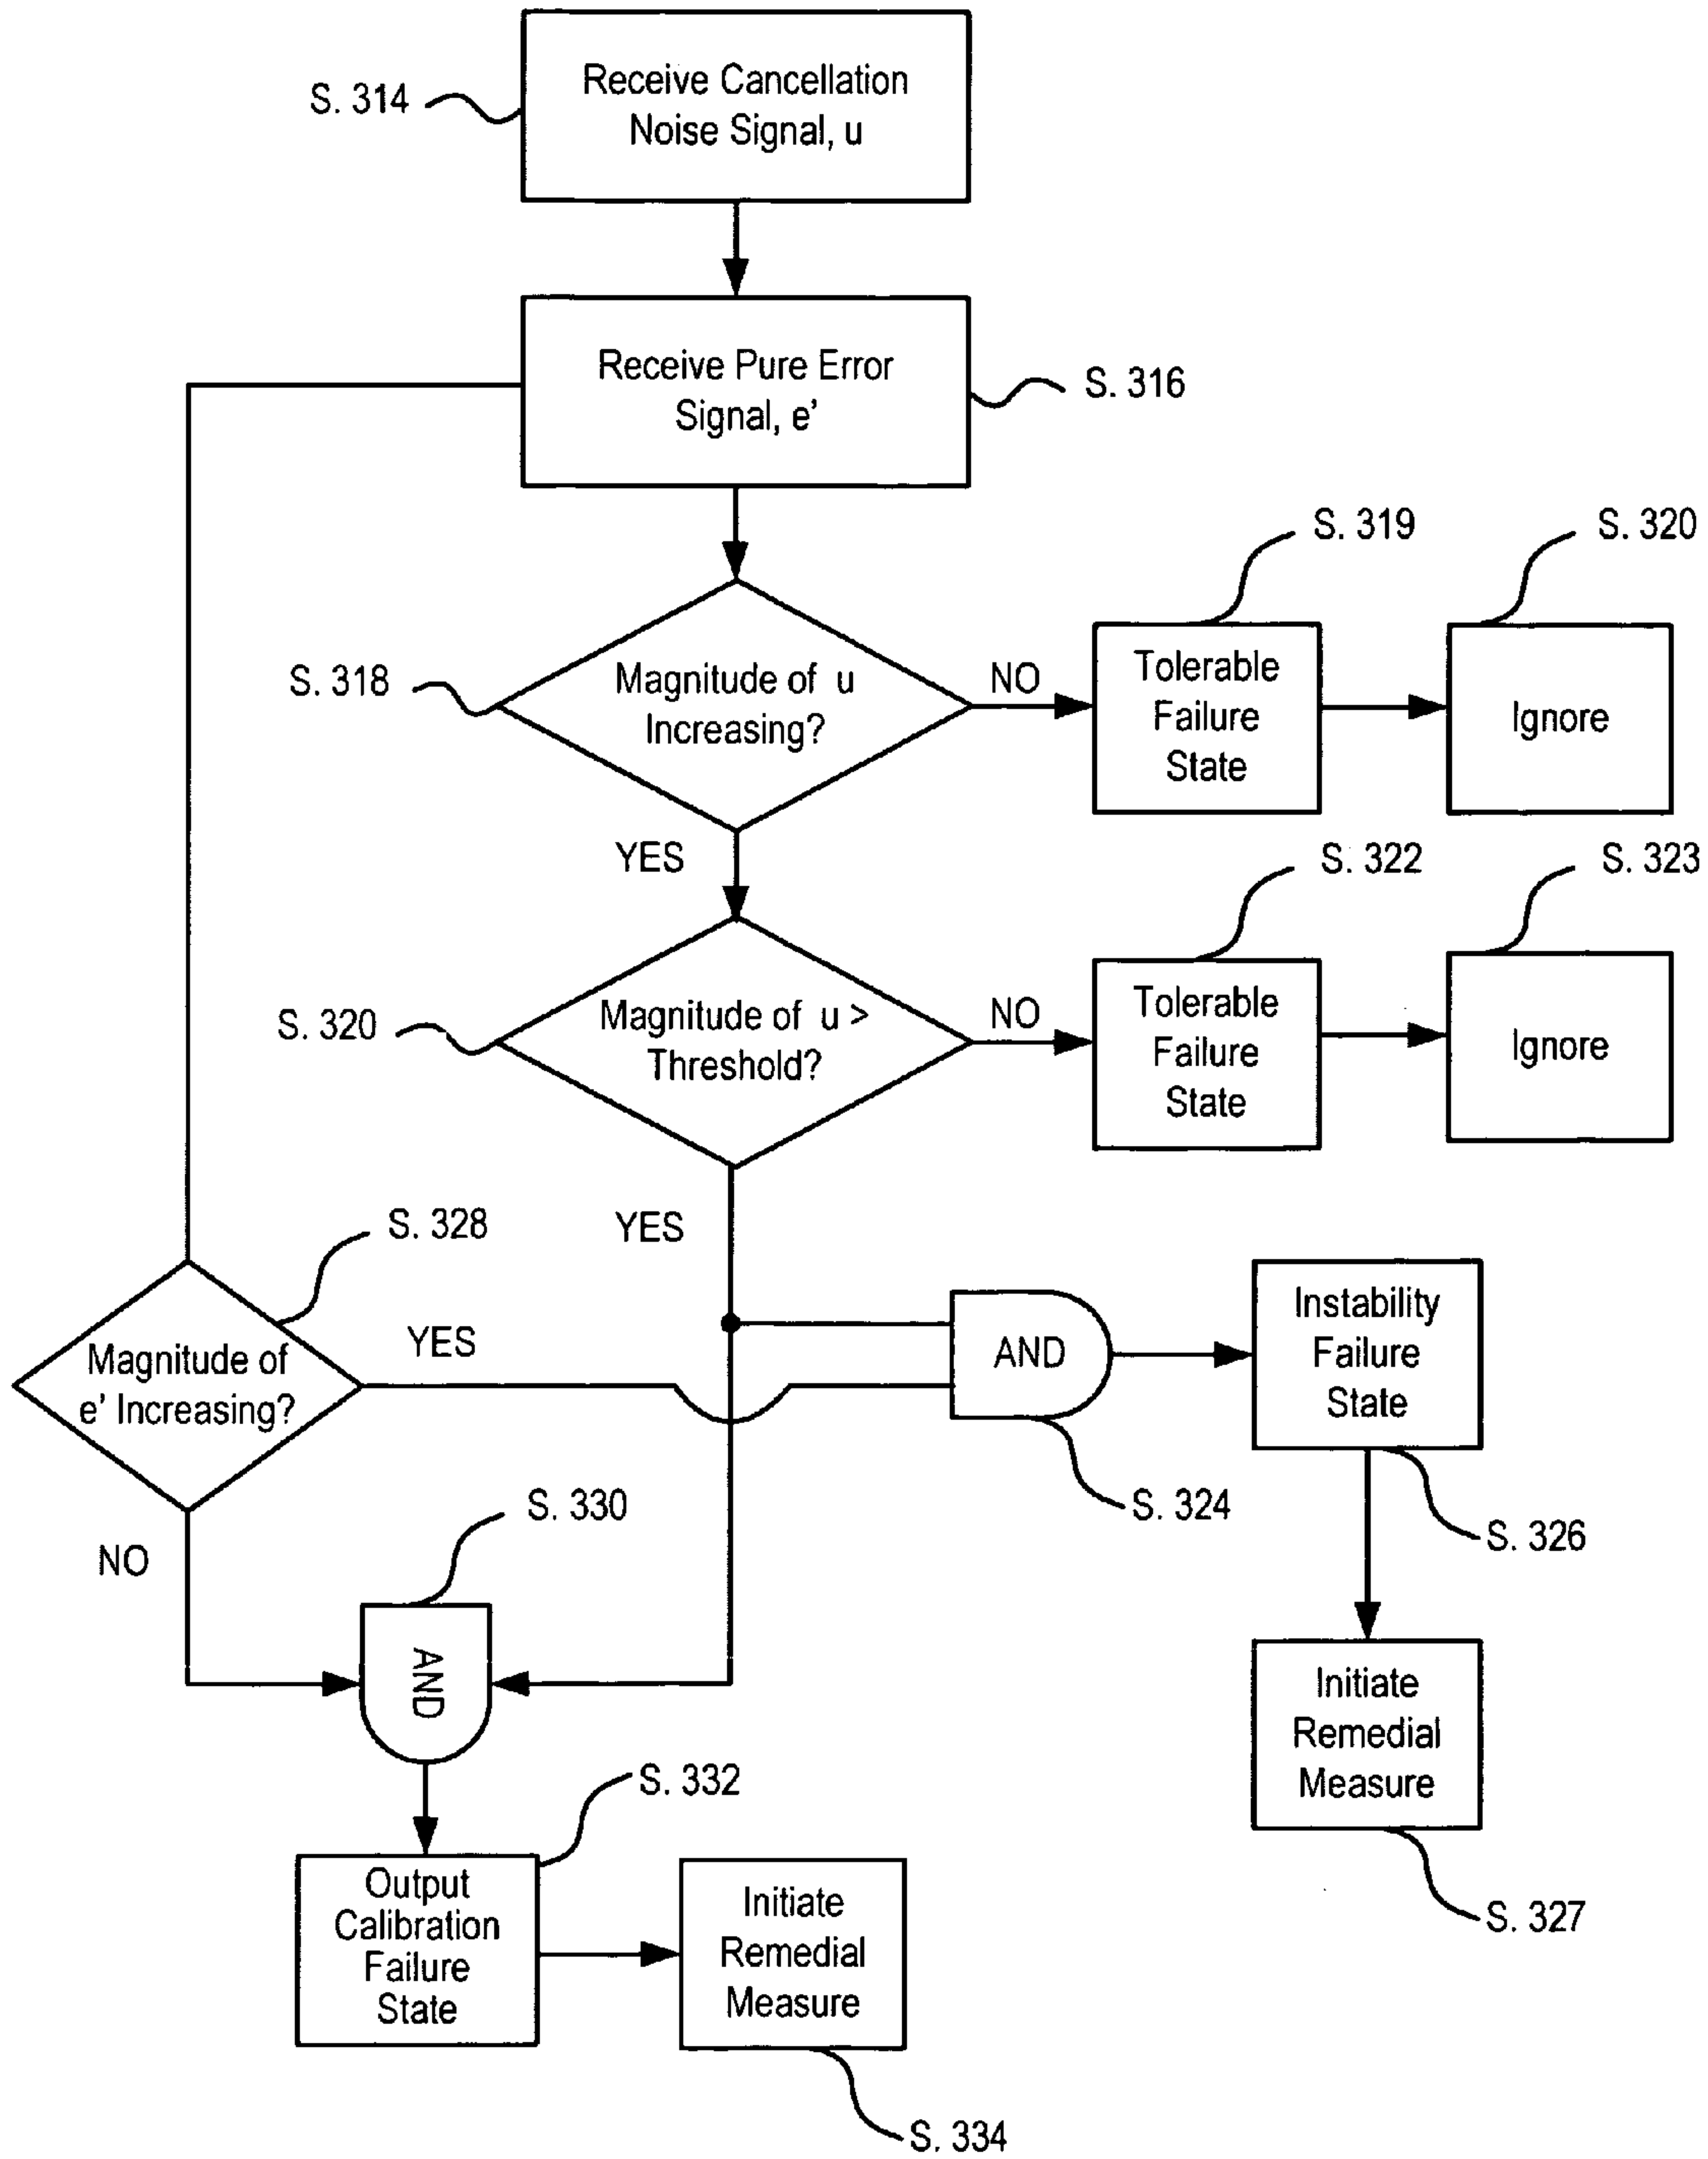 Receive Cancellation
Noise Signal, u
S. 314
Receive Pure Error
Signal, e'
S. 316
S. 319
S. 320
S. 318
Magnitude of u
Increasing?
NO
Tolerable
Failure
State
Ignore
YES
S. 322
S. 323
S. 320
Magnitude of u >
Threshold?
NO
Tolerable
Failure
State
Ignore
YES
S. 328
Magnitude of
e' Increasing?
YES
AND
Instability
Failure
State
S. 324
S. 326
NO
S. 330
AND
Initiate
Remedial
Measure
S. 327
S. 332
Output
Calibration
Failure
State
Initiate
Remedial
Measure
S. 334